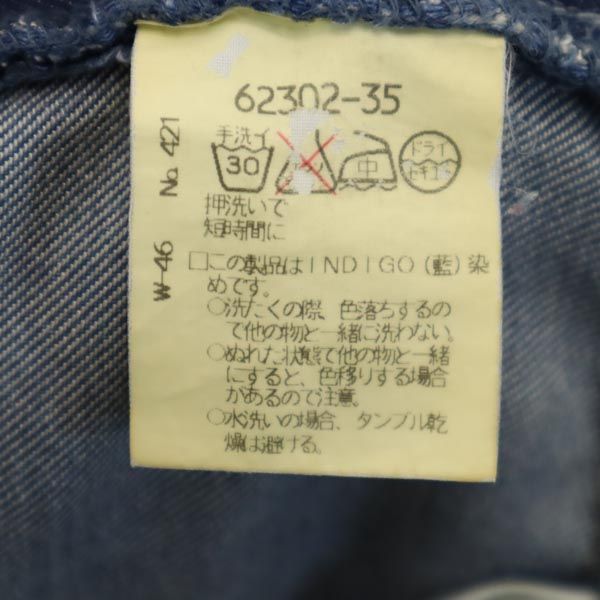 62302-35
手洗イ
30
中
ドライ
セキユ系
押洗いで
短時間に
□この製品はINDIGO(藍)染
めです。
○洗たくの際、色落ちするの
で他の物と一緒に洗わない。
○ぬれた状態で他の物と一緒
にすると、色移りする場合
があるので注意
○水洗いの場合、タンブル乾
燥は避ける。
W-46 No. 421